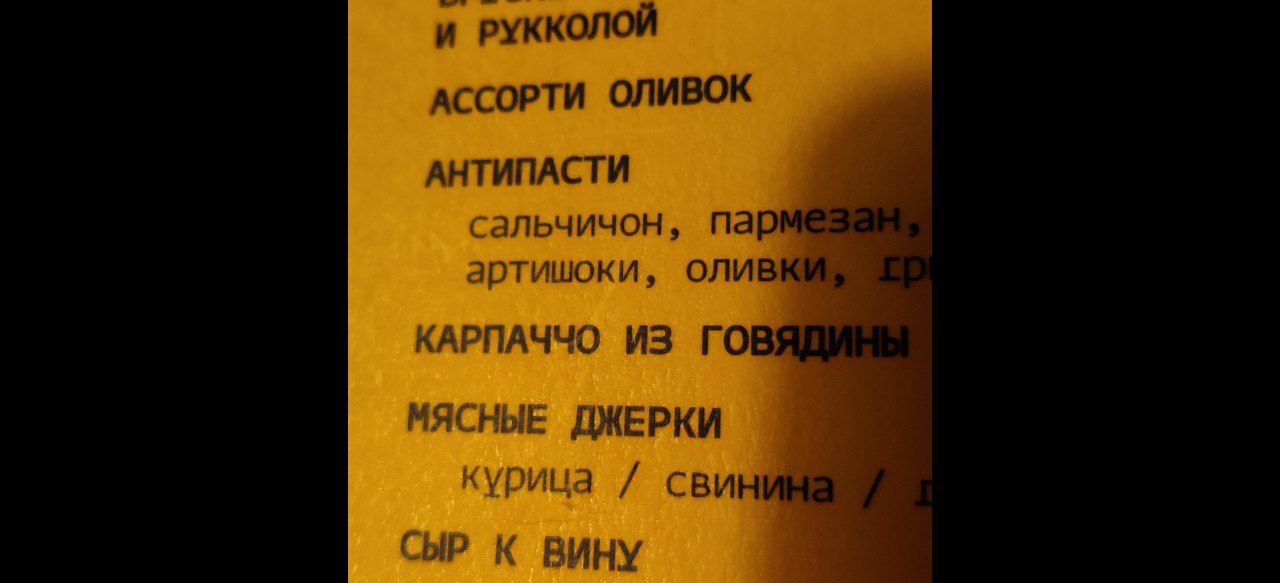 И РУККОЛОЙ
АССОРТИ ОЛИВОК
АНТИПАСТИ
сальчичон, пармезан,
артишоки, оливки,
КАРПАЧЧО ИЗ ГОВЯДИНЫ
МЯСНЫЕ ДЖЕРКИ
курица / свинина /
СЫР К ВИНУ